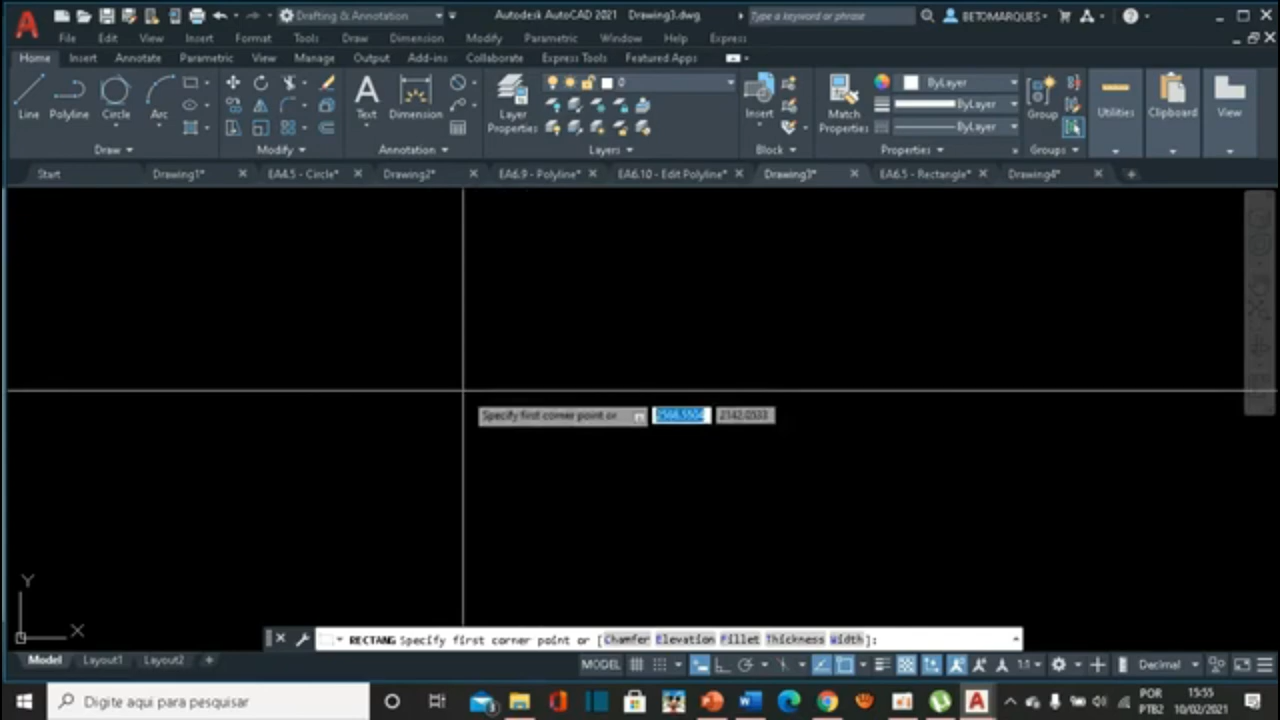 Drafting & Annotation
Autodesk AutoCAD 2021 Drawing3.dwg
Type a keyword or phrase
BETOMARQUES
File Edit View Insert Format Tools Draw Dimension Modify Parametric Window Help Express
Home Insert Annotate Parametric View Manage Output Add-ins Collaborate Express Tools Featured Apps
0
ByLayer
ByLayer
ByLayer
Line Polyline Circle Arc
Text Dimension
Layer Properties
Insert
Match Properties
Group
Utilities
Clipboard
View
Draw Modify Annotation Layers Block Properties Groups
Start Drawing1* EA4.5 - Circle* Drawing2* EA6.9 - Polyline* EA6.10 - Edit Polyline* Drawing3* EA6.5 - Rectangle* Drawing4*
Specify first corner point or
Y
X
RECTANG Specify first corner point or [Chamfer Elevation Fillet Thickness Width]:
Model Layout1 Layout2 +
MODEL
1:1
Decimal
Digite aqui para pesquisar
POR
PTB2
15:55
10/02/2021